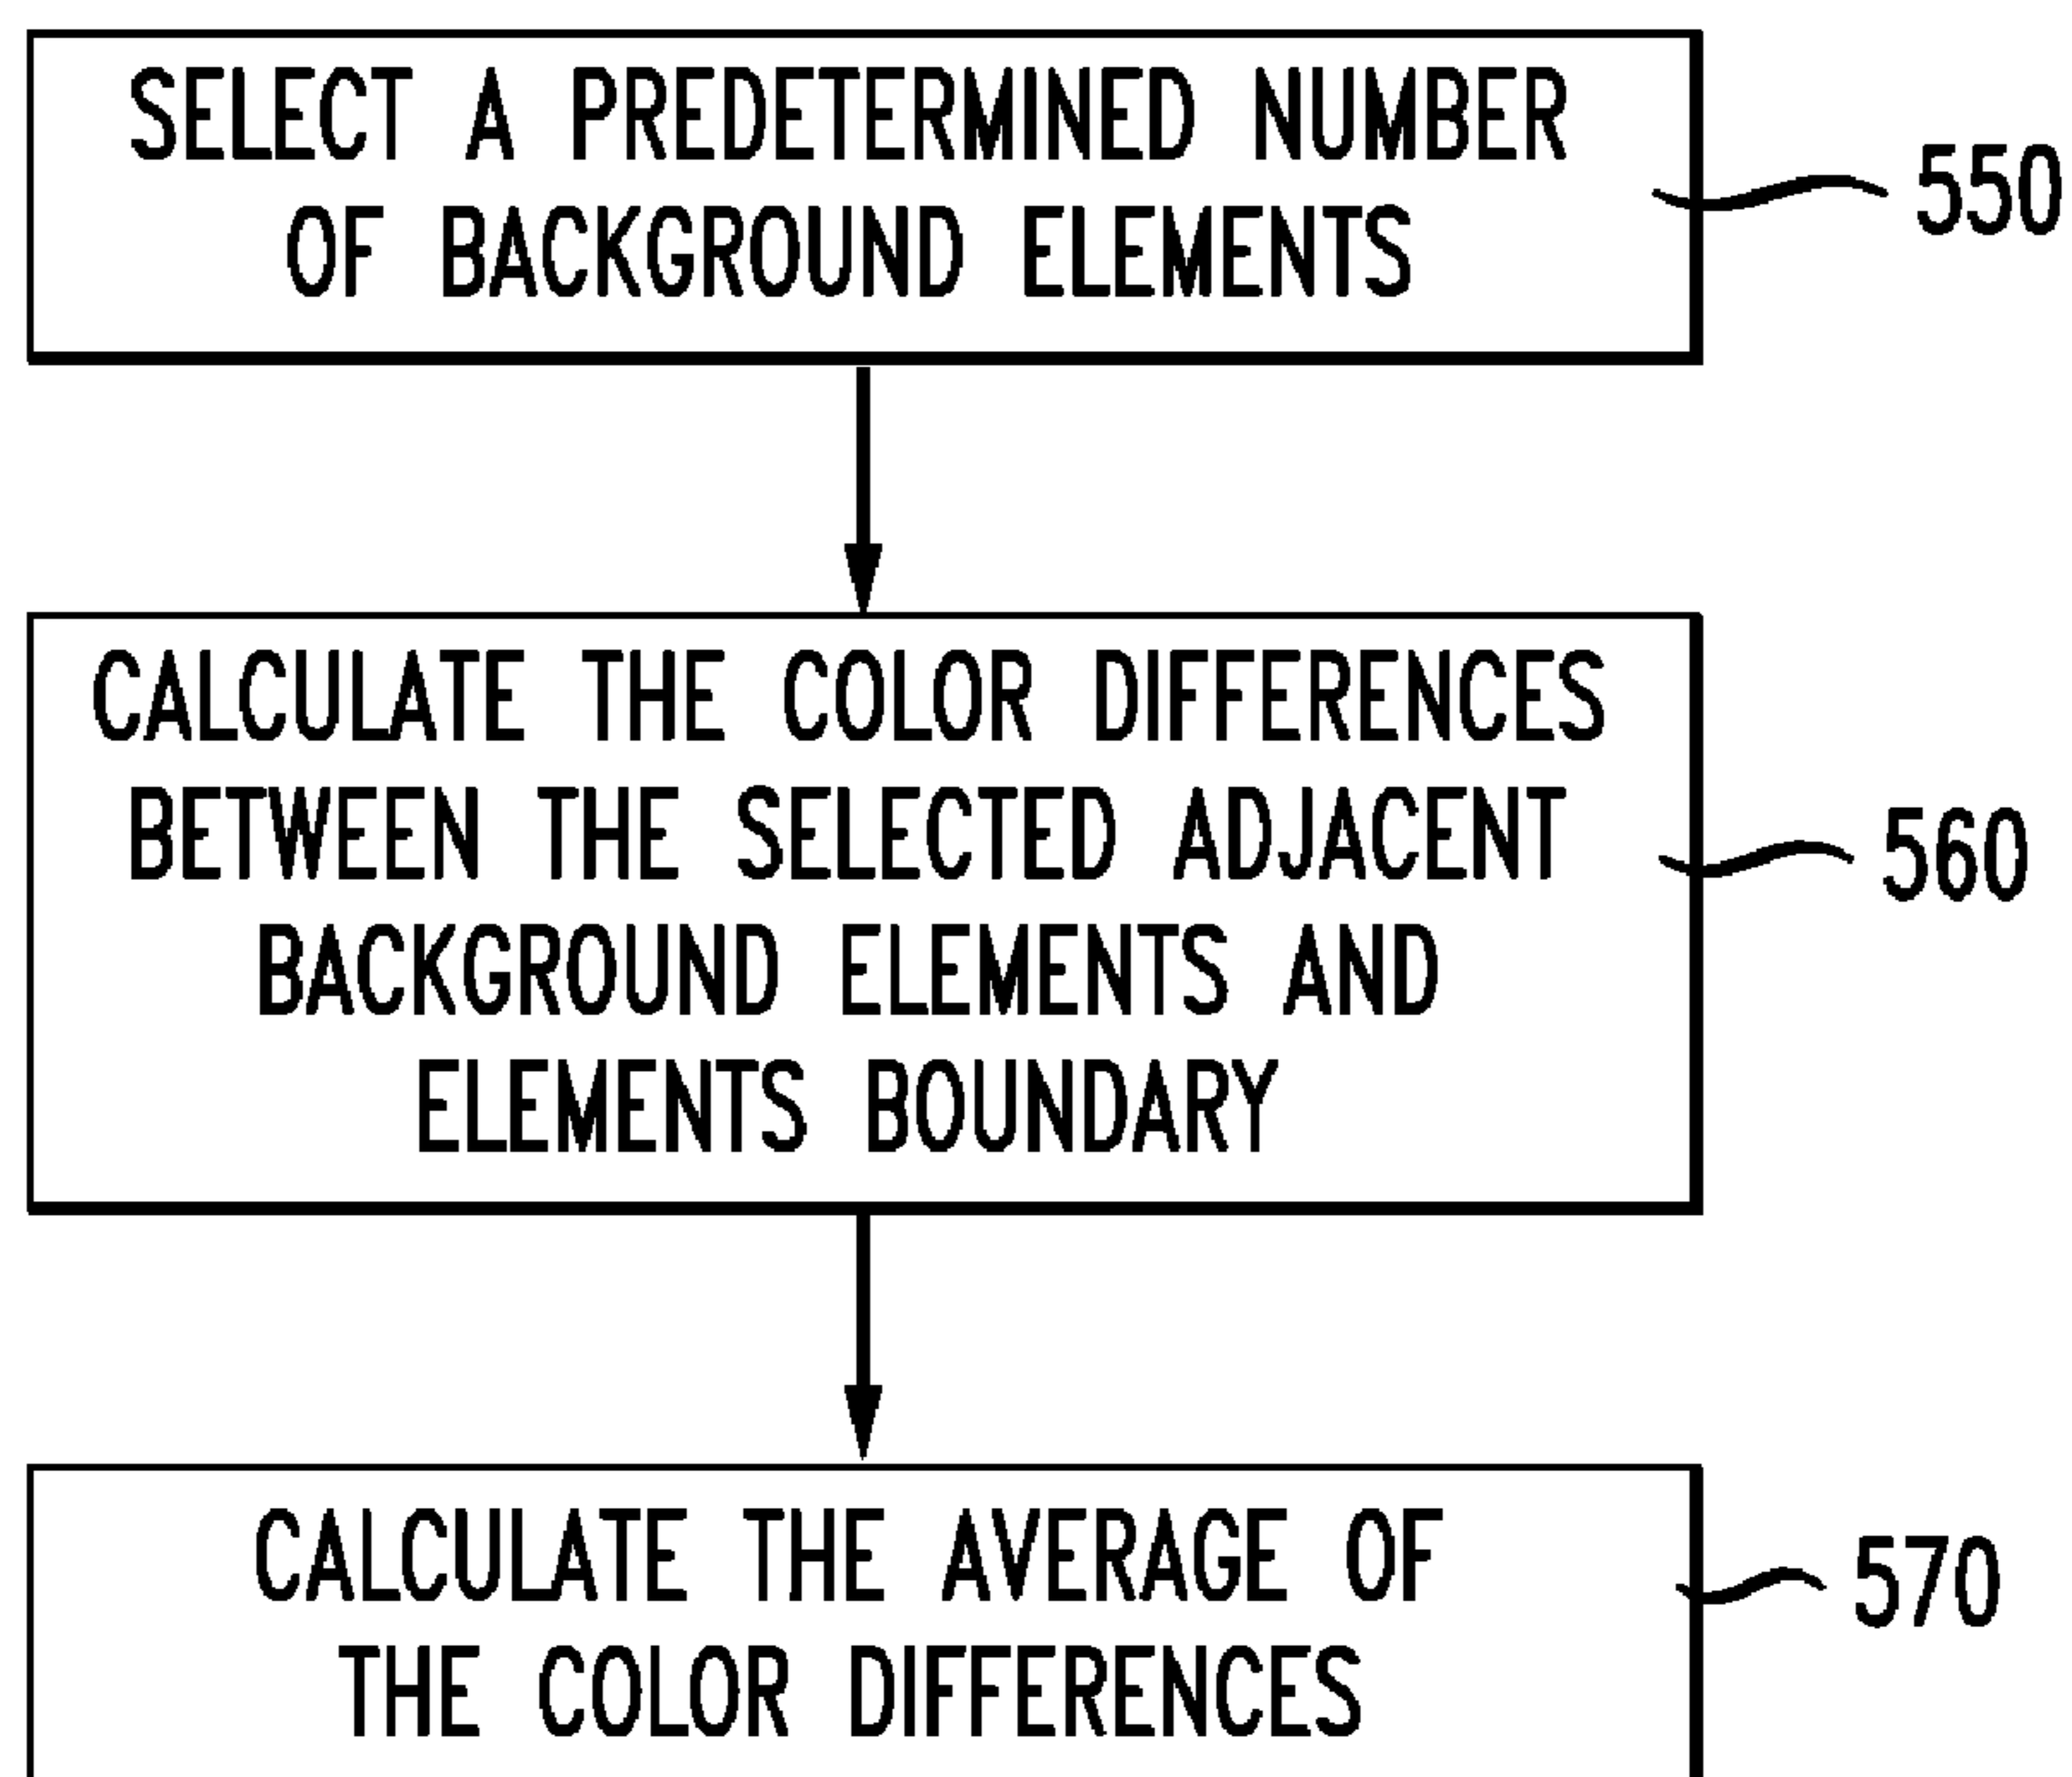 SELECT A PREDETERMINED NUMBER
OF BACKGROUND ELEMENTS
550
CALCULATE THE COLOR DIFFERENCES
BETWEEN THE SELECTED ADJACENT
BACKGROUND ELEMENTS AND
ELEMENTS BOUNDARY
560
CALCULATE THE AVERAGE OF
THE COLOR DIFFERENCES
570